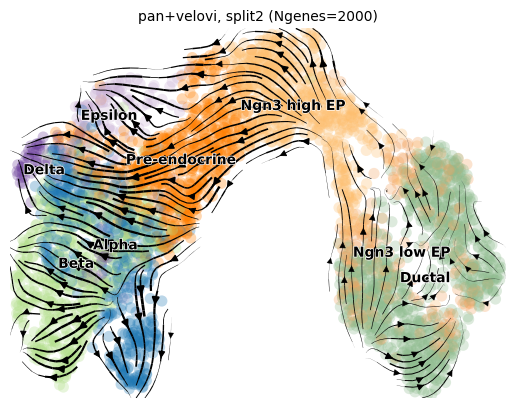 pan+velovi, split2 (Ngenes=2000)
Ngn3 high EP
Epsilon
Pre-endocrine
Delta
Alpha
Ngn3 low EP
Beta
Ductal